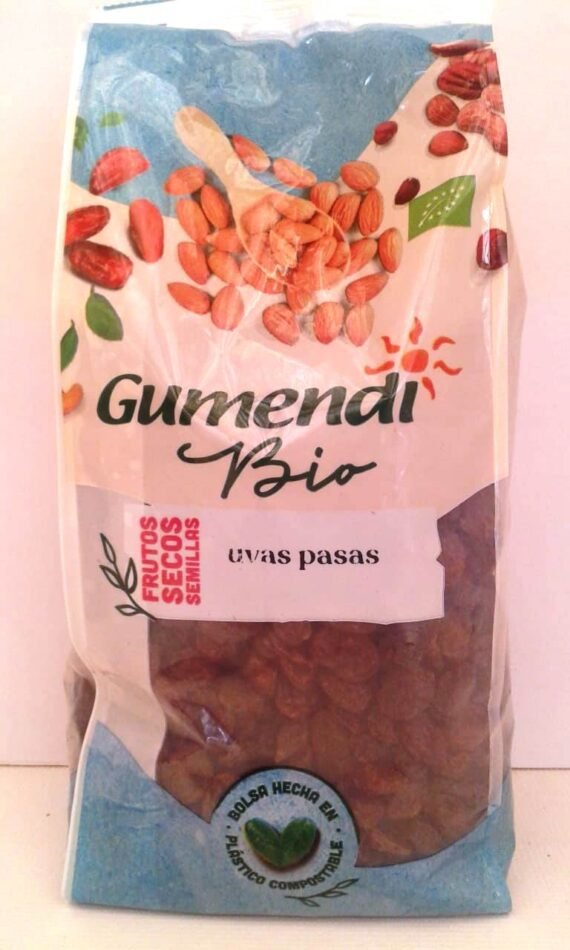 Gumendi
Bio
FRUTOS
SECOS
SEMILLAS
uvas pasas
• BOLSA HECHA EN •
PLÁSTICO COMPOSTABLE